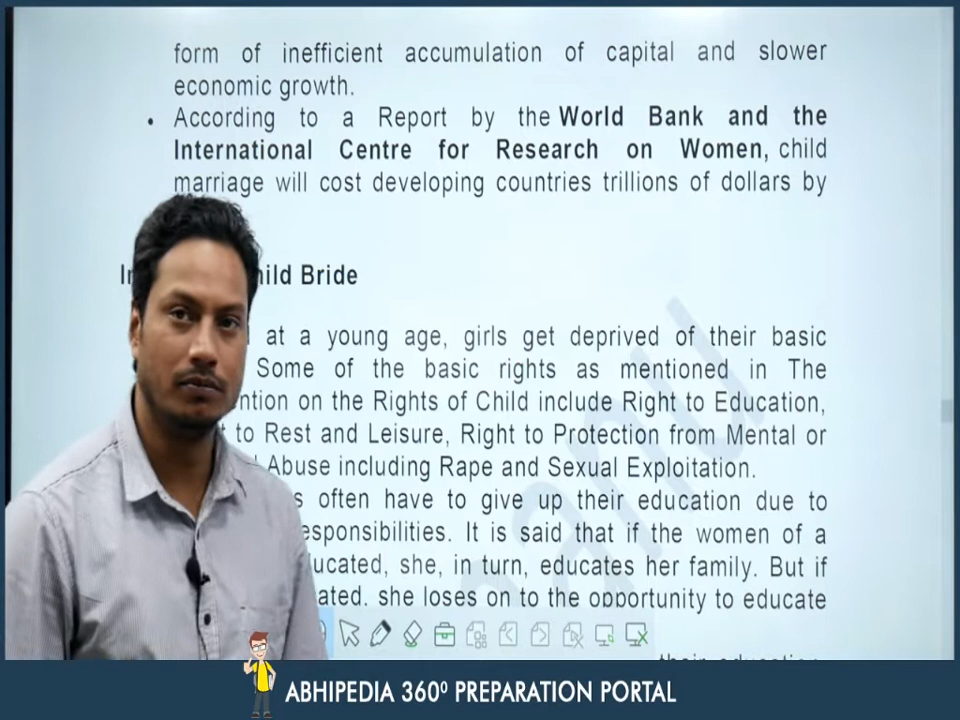 form of inefficient accumulation of capital and slower
economic growth.
• According to a Report by the World Bank and the
International Centre for Research on Women, child
marriage will cost developing countries trillions of dollars by
Child Bride
at a young age, girls get deprived of their basic
Some of the basic rights as mentioned in The
on the Rights of Child include Right to Education,
to Rest and Leisure, Right to Protection from Mental or
Abuse including Rape and Sexual Exploitation.
often have to give up their education due to
responsibilities. It is said that if the women of a
educated, she, in turn, educates her family. But if
she loses on to the opportunity to educate
their education
ABHIPEDIA 360⁰ PREPARATION PORTAL